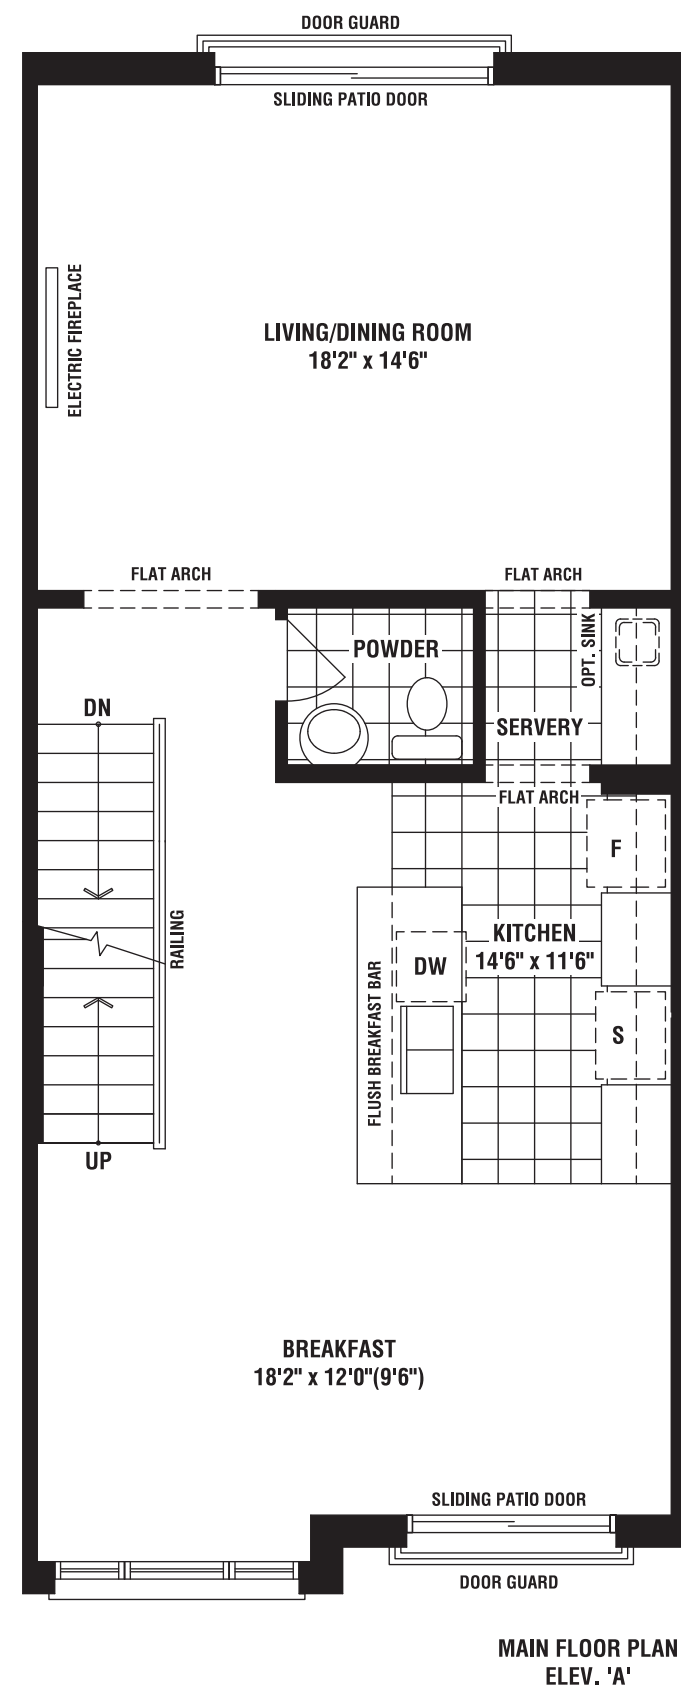 DOOR GUARD
SLIDING PATIO DOOR
ELECTRIC FIREPLACE
LIVING/DINING ROOM
18'2" x 14'6"
FLAT ARCH
FLAT ARCH
OPT. SINK
POWDER
DN
SERVERY
FLAT ARCH
F
RAILING
KITCHEN
14'6" x 11'6"
DW
FLUSH BREAKFAST BAR
S
UP
BREAKFAST
18'2" x 12'0"(9'6")
SLIDING PATIO DOOR
DOOR GUARD
MAIN FLOOR PLAN
ELEV. 'A'